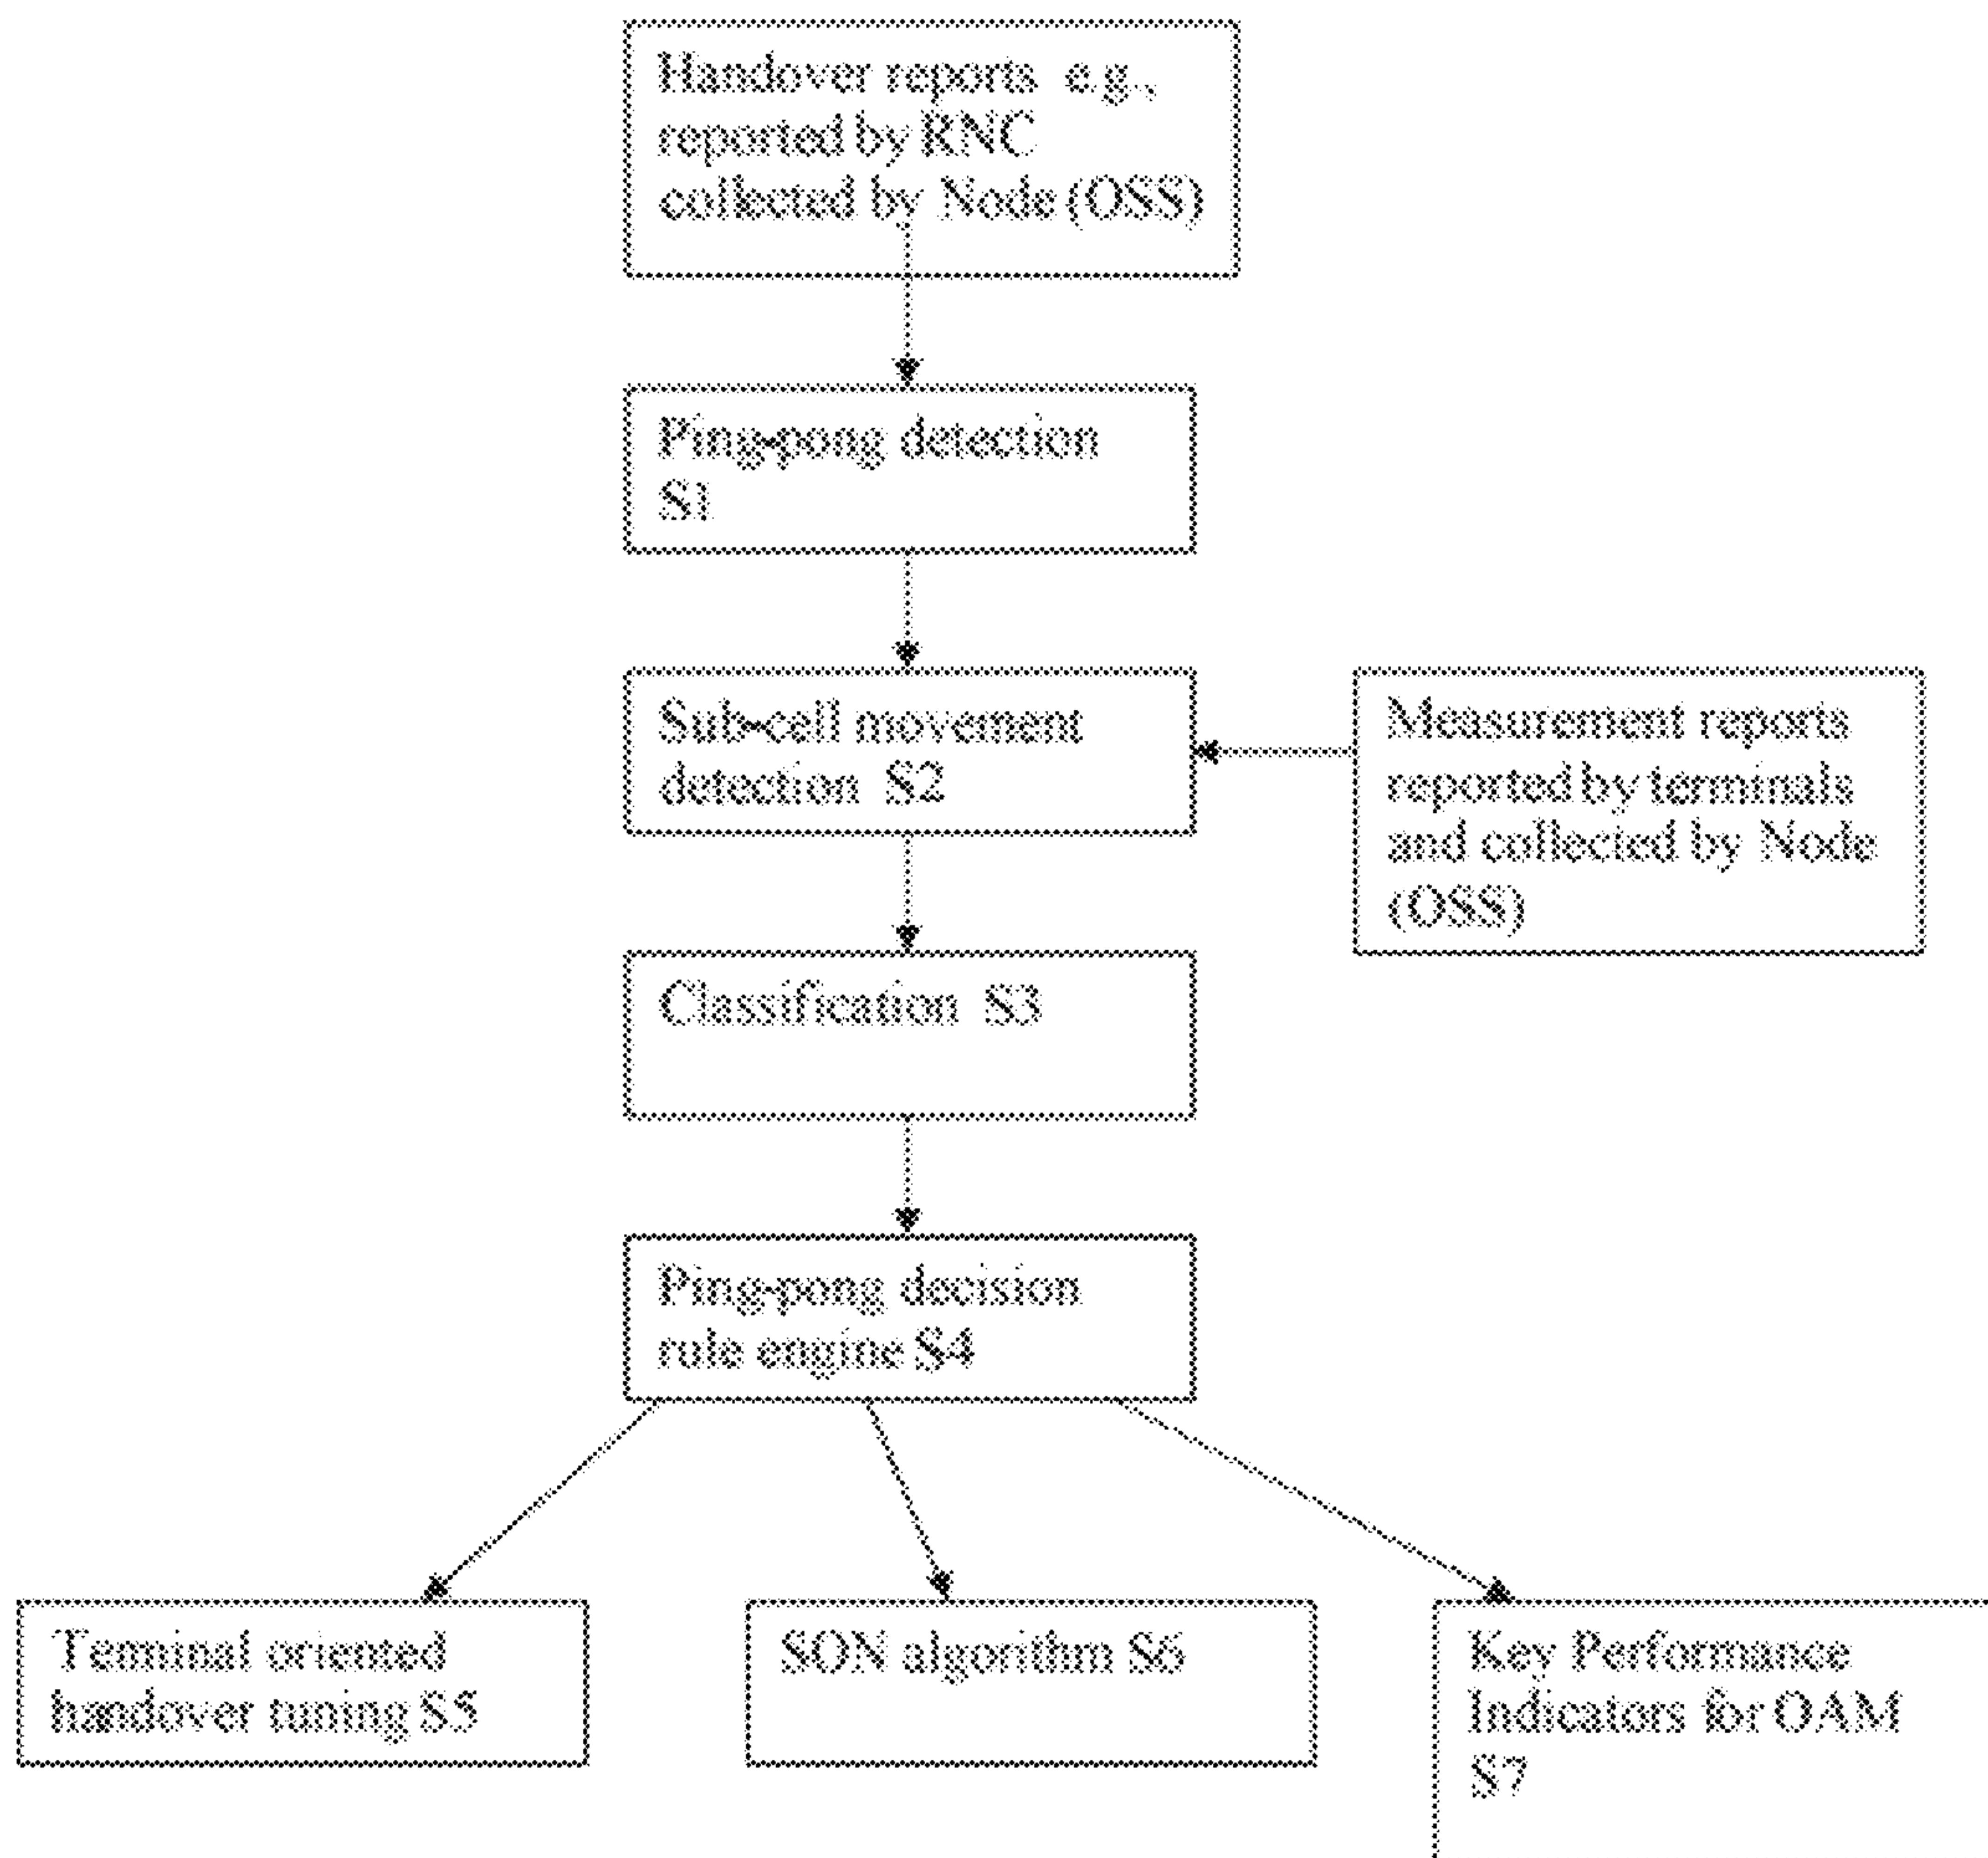 Handover reports e.g.,
reported by RNC
collected by Node (OSS)
Ping-pong detection
S1
Sub-cell movement
detection S2
Measurement reports
reported by terminals
and collected by Node
(OSS)
Classification S3
Ping-pong decision
rule engine S4
Terminal oriented
handover tuning S5
SON algorithm S6
Key Performance
Indicators for OAM
S7